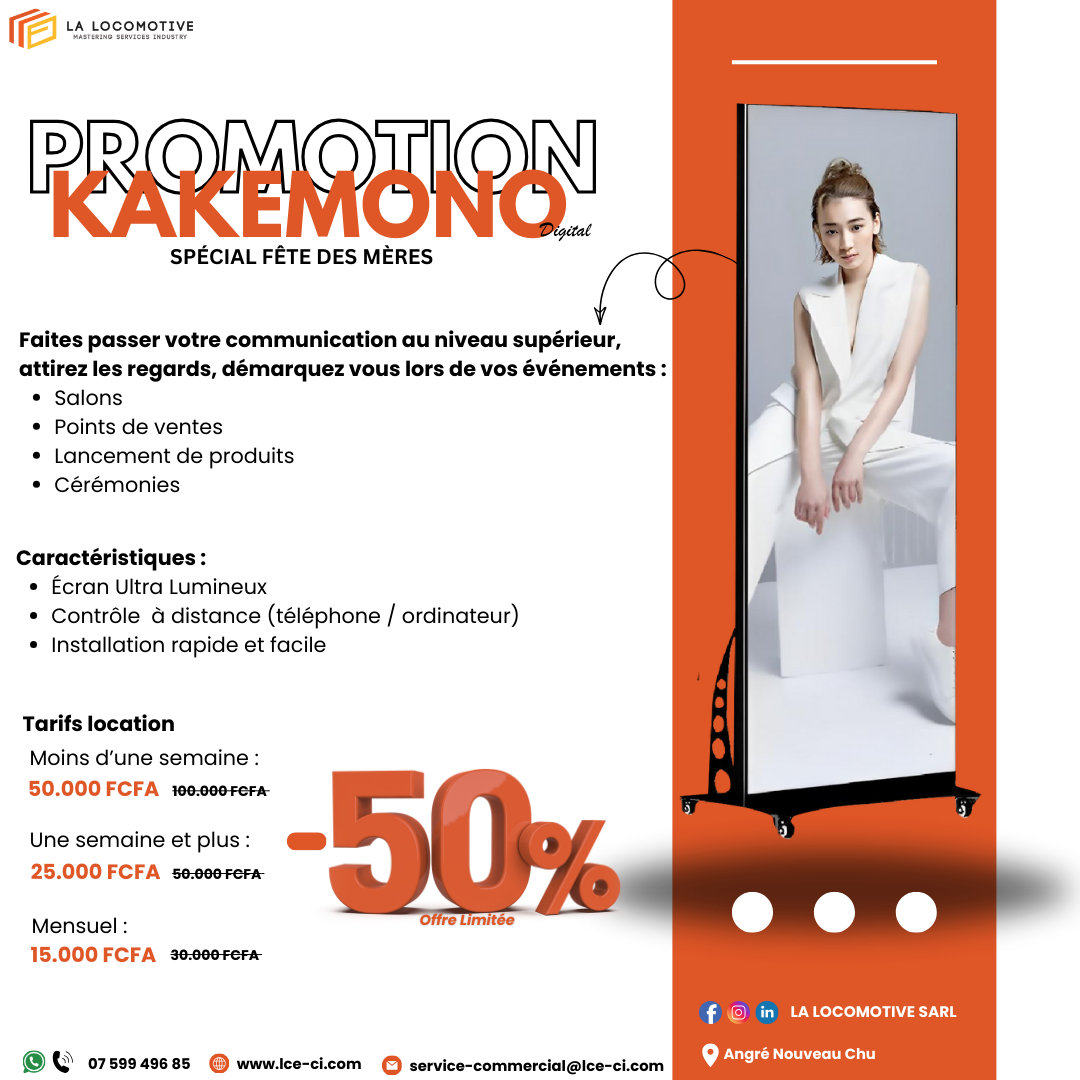 LA LOCOMOTIVE
MASTERING SERVICES INDUSTRY
PROMOTION
KAKEMONO
Digital
SPÉCIAL FÊTE DES MÈRES
Faites passer votre communication au niveau supérieur,
attirez les regards, démarquez vous lors de vos événements :
• Salons
• Points de ventes
• Lancement de produits
• Cérémonies
Caractéristiques :
• Écran Ultra Lumineux
• Contrôle à distance (téléphone / ordinateur)
• Installation rapide et facile
Tarifs location
Moins d’une semaine :
50.000 FCFA 100.000 FCFA
Une semaine et plus :
25.000 FCFA 50.000 FCFA
Mensuel :
15.000 FCFA 30.000 FCFA
-50%
Offre Limitée
LA LOCOMOTIVE SARL
Angré Nouveau Chu
07 599 496 85 www.lce-ci.com service-commercial@lce-ci.com